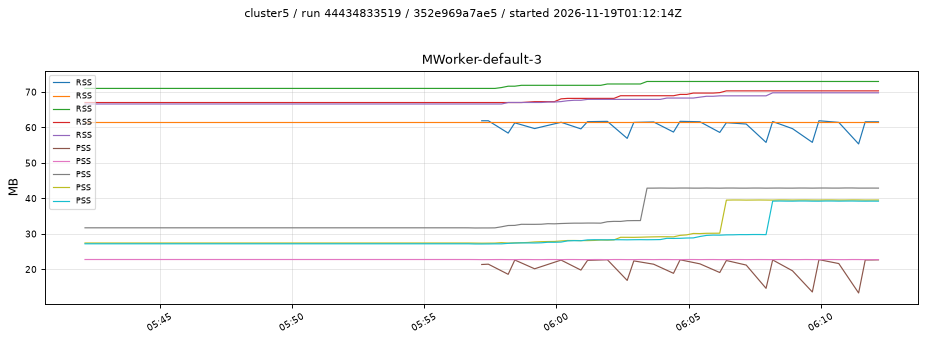 cluster5 / run 44434833519 / 352e969a7ae5 / started 2026-11-19T01:12:14Z
MWorker-default-3
MB
70
60
50
40
30
20
RSS
RSS
RSS
RSS
RSS
PSS
PSS
PSS
PSS
PSS
05:45
05:50
05:55
06:00
06:05
06:10